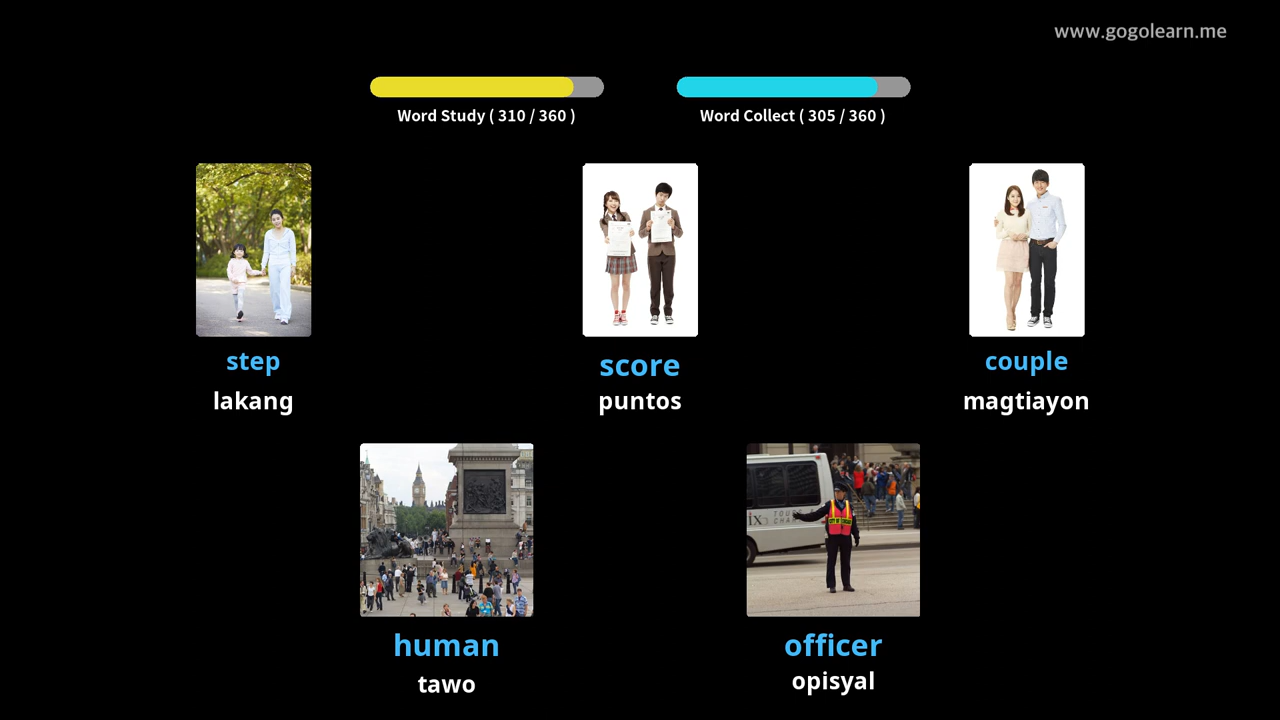 www.gogolearn.me
Word Study ( 310 / 360 )
Word Collect ( 305 / 360 )
step
lakang
score
puntos
couple
magtiayon
human
tawo
officer
opisyal